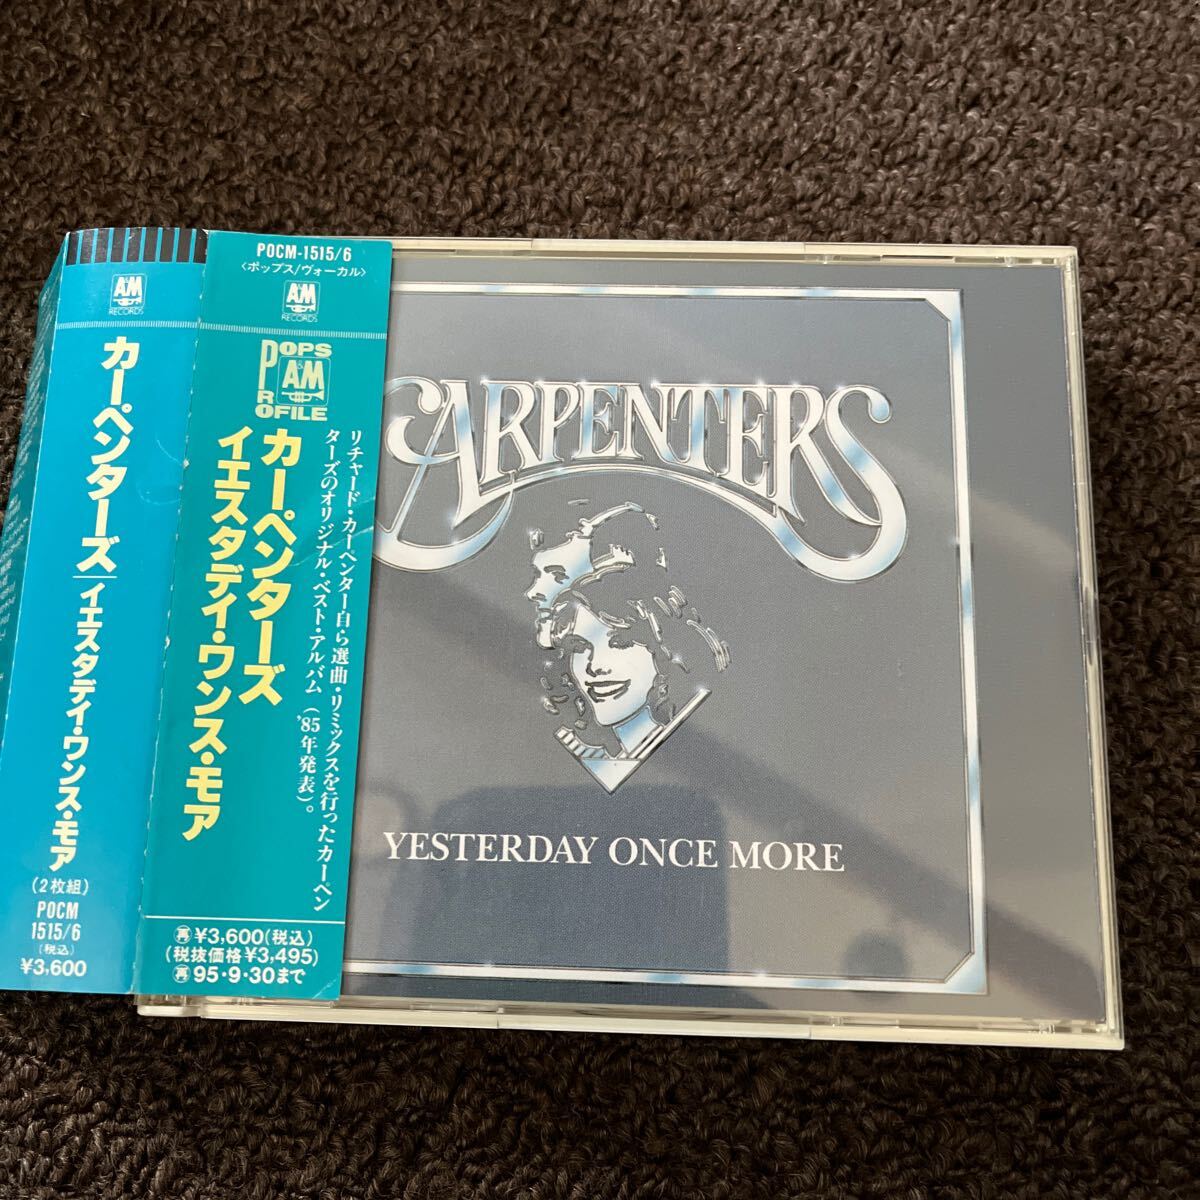 A&M
RECORDS
カーペンターズ/イエスタデイ・ワンス・モア
(2枚組)
POCM
1515/6
(税込)
¥3,600
POCM-1515/6
〈ポップス/ヴォーカル〉
A&M
RECORDS
POPS
A&M
PROFILE
カーペンターズ
イエスタデイ・ワンス・モア
リチャード・カーペンター自ら選曲・リミックスを行ったカーペン
ターズのオリジナル・ベスト・アルバム('85年発表)。
再¥3,600(税込)
(税抜価格¥3,495)
再95・9・30まで
CARPENTERS
YESTERDAY ONCE MORE